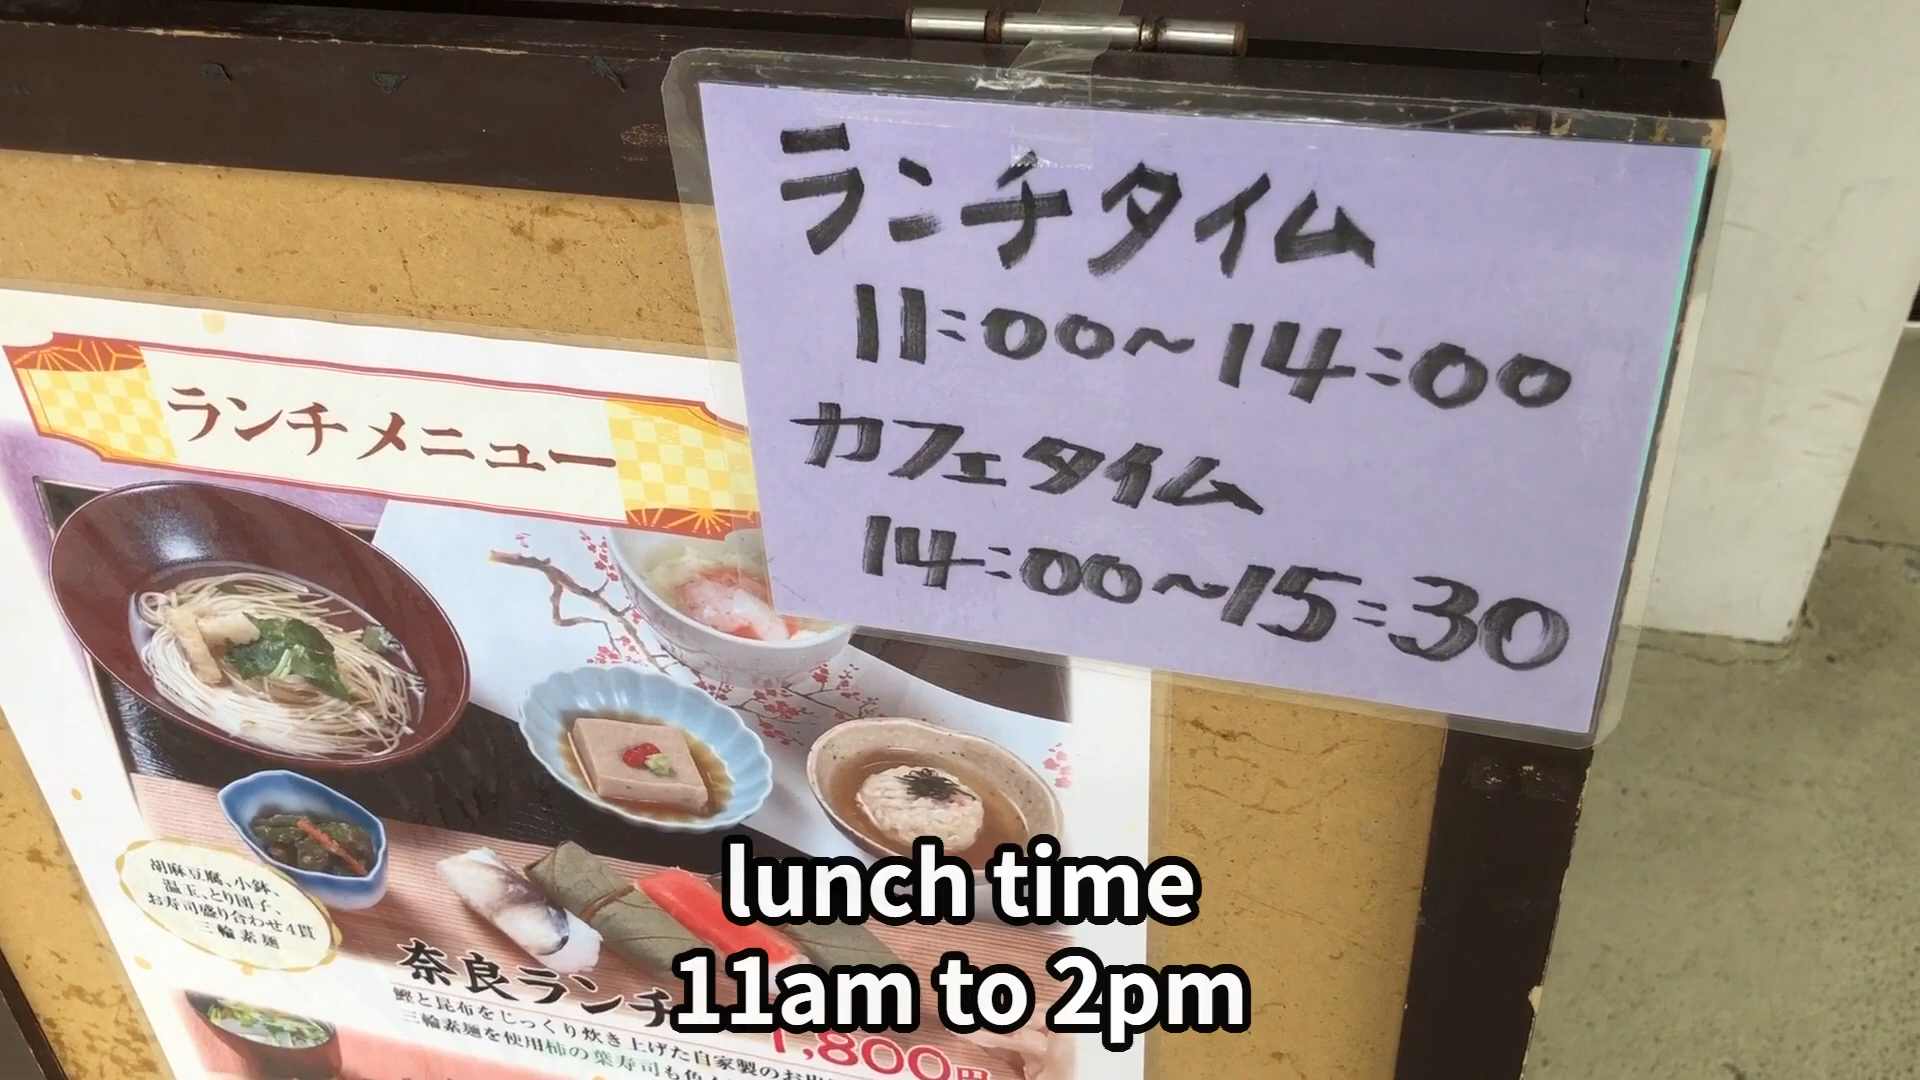 ランチタイム
11:00~14:00
カフェタイム
14:00~15:30
ランチメニュー
胡麻豆腐、小鉢、
温玉、とり団子、
お寿司盛り合わせ4貫
三輪素麺
奈良ランチ
1,800円
鰹と昆布をじっくり炊き上げた自家製のお出
三輪素麺を使用柿の葉寿司も
lunch time
11am to 2pm